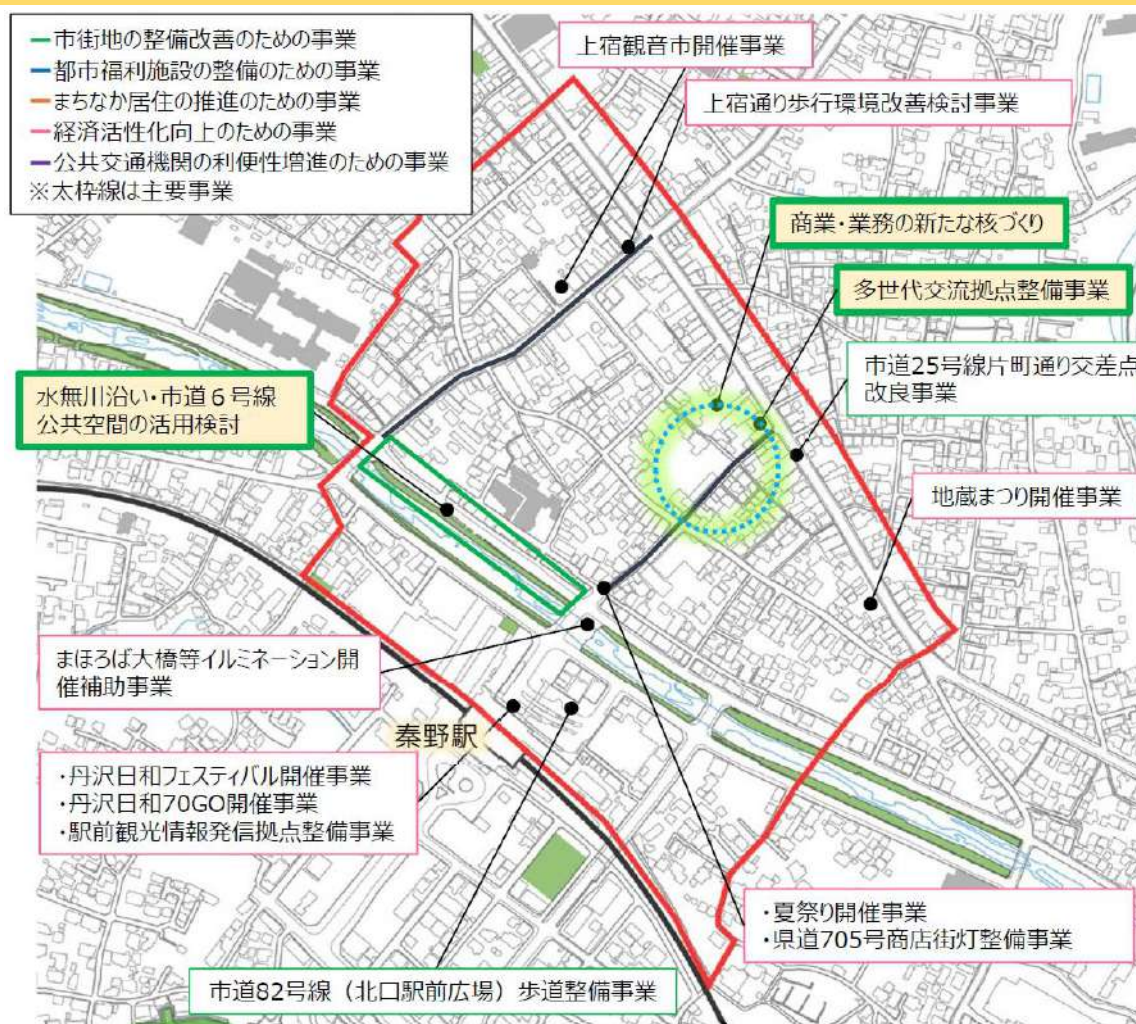 市街地の整備改善のための事業
都市福利施設の整備のための事業
まちなか居住の推進のための事業
経済活性化向上のための事業
公共交通機関の利便性増進のための事業
※太枠線は主要事業
上宿観音市開催事業
上宿通り歩行環境改善検討事業
商業・業務の新たな核づくり
多世代交流拠点整備事業
市道25号線片町通り交差点
改良事業
水無川沿い・市道6号線
公共空間の活用検討
地蔵まつり開催事業
まほろば大橋等イルミネーション開
催補助事業
秦野駅
・丹沢日和フェスティバル開催事業
・丹沢日和70GO開催事業
・駅前観光情報発信拠点整備事業
・夏祭り開催事業
・県道705号商店街灯整備事業
市道82号線（北口駅前広場）歩道整備事業